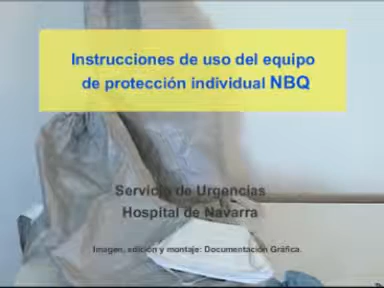 Instrucciones de uso del equipo
de protección individual NBQ
Servicio de Urgencias
Hospital de Navarra
Imagen, edición y montaje: Documentación Gráfica.